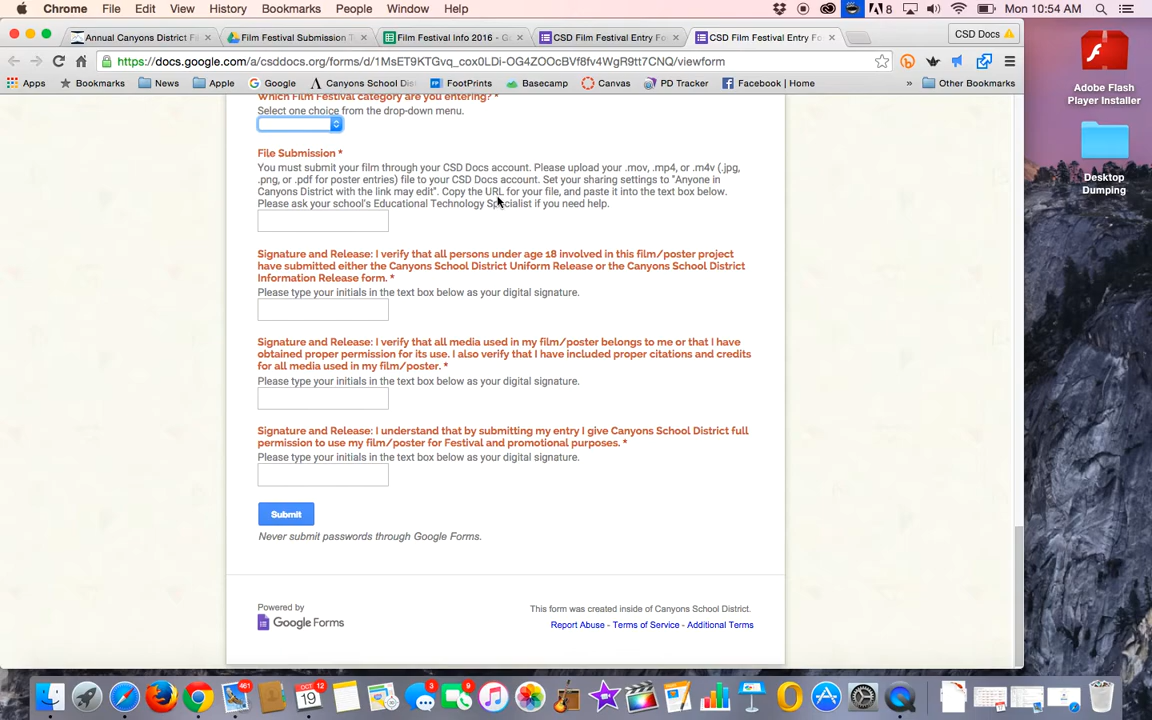 Chrome File Edit View History Bookmarks People Window Help
8 Mon 10:54 AM
Annual Canyons District Fi
Film Festival Submission T
Film Festival Info 2016 - G
CSD Film Festival Entry Fo
CSD Film Festival Entry Fo
CSD Docs
https://docs.google.com/a/csddocs.org/forms/d/1MsET9KTGvq_cox0LDi-OG4ZOOcBVf8fv4WgR9tt7CNQ/viewform
Apps Bookmarks News Apple Google Canyons School Dis FootPrints Basecamp Canvas PD Tracker Facebook | Home » Other Bookmarks
Adobe Flash
Player Installer
Desktop
Dumping
Which Film Festival category are you entering? *
Select one choice from the drop-down menu.
File Submission *
You must submit your film through your CSD Docs account. Please upload your .mov, .mp4, or .m4v (.jpg,
.png, or .pdf for poster entries) file to your CSD Docs account. Set your sharing settings to "Anyone in
Canyons District with the link may edit". Copy the URL for your file, and paste it into the text box below.
Please ask your school's Educational Technology Specialist if you need help.
Signature and Release: I verify that all persons under age 18 involved in this film/poster project
have submitted either the Canyons School District Uniform Release or the Canyons School District
Information Release form. *
Please type your initials in the text box below as your digital signature.
Signature and Release: I verify that all media used in my film/poster belongs to me or that I have
obtained proper permission for its use. I also verify that I have included proper citations and credits
for all media used in my film/poster. *
Please type your initials in the text box below as your digital signature.
Signature and Release: I understand that by submitting my entry I give Canyons School District full
permission to use my film/poster for Festival and promotional purposes. *
Please type your initials in the text box below as your digital signature.
Submit
Never submit passwords through Google Forms.
Powered by
Google Forms
This form was created inside of Canyons School District.
Report Abuse - Terms of Service - Additional Terms
461
OCT 12
19
3
9